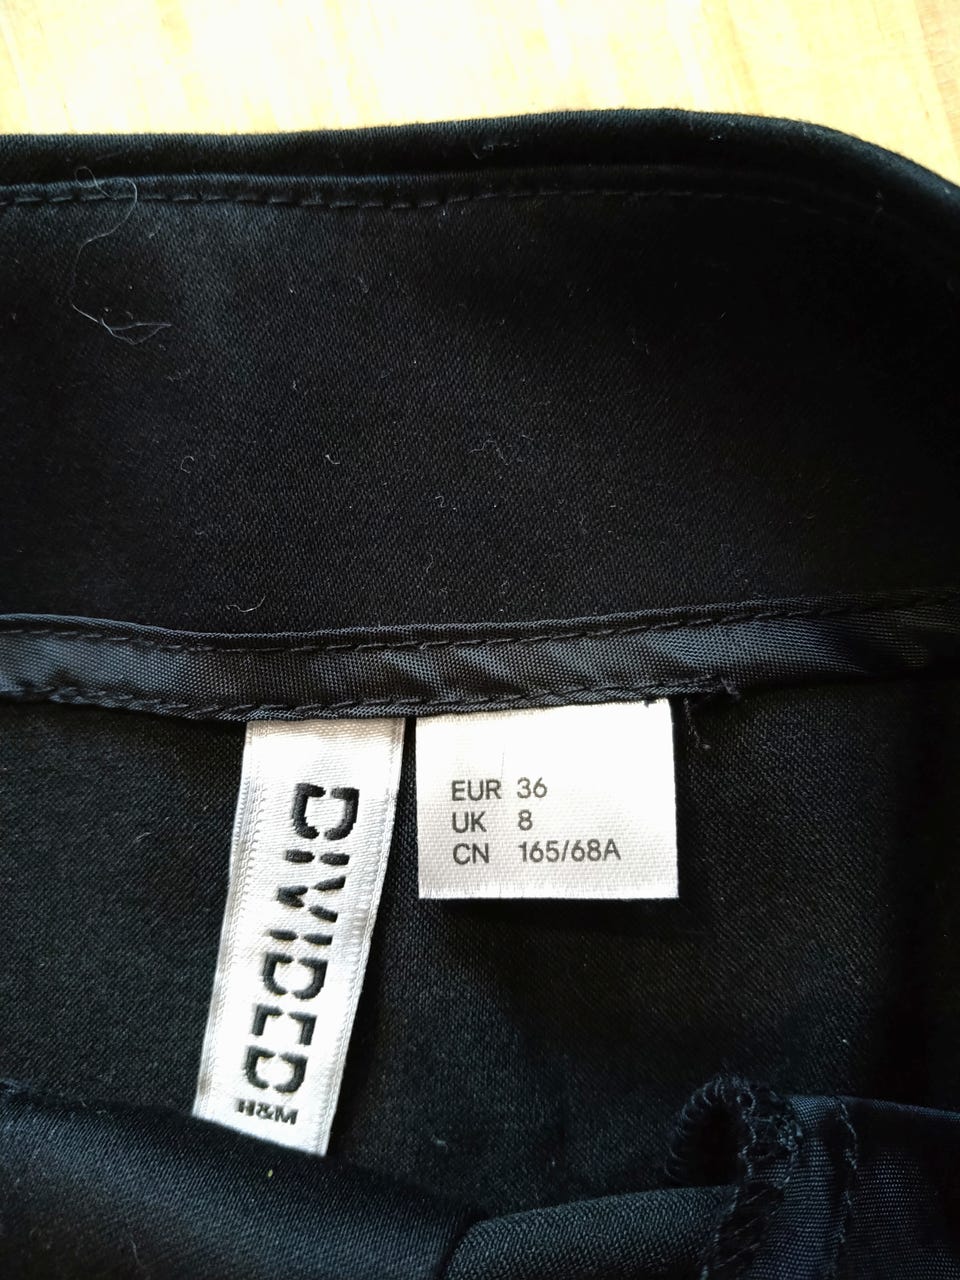 DIVIDED
H&M
EUR 36
UK 8
CN 165/68A